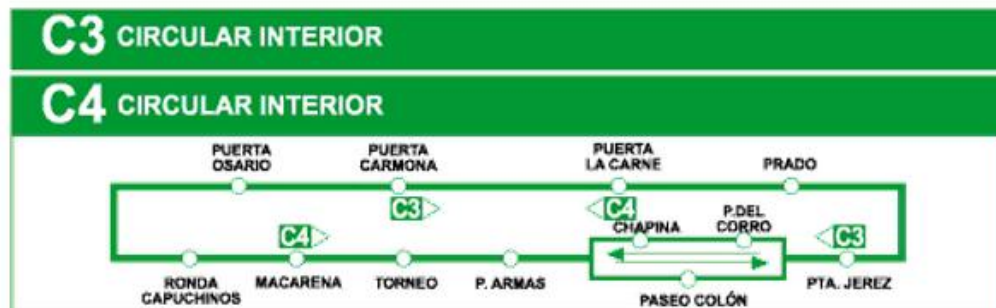 C3 CIRCULAR INTERIOR
C4 CIRCULAR INTERIOR
PUERTA
OSARIO
PUERTA
CARMONA
PUERTA
LA CARNE
PRADO
C3
C4
C4
CHAPINA
P.DEL
CORRO
C3
RONDA
CAPUCHINOS
MACARENA
TORNEO
P. ARMAS
PASEO COLÓN
PTA. JEREZ